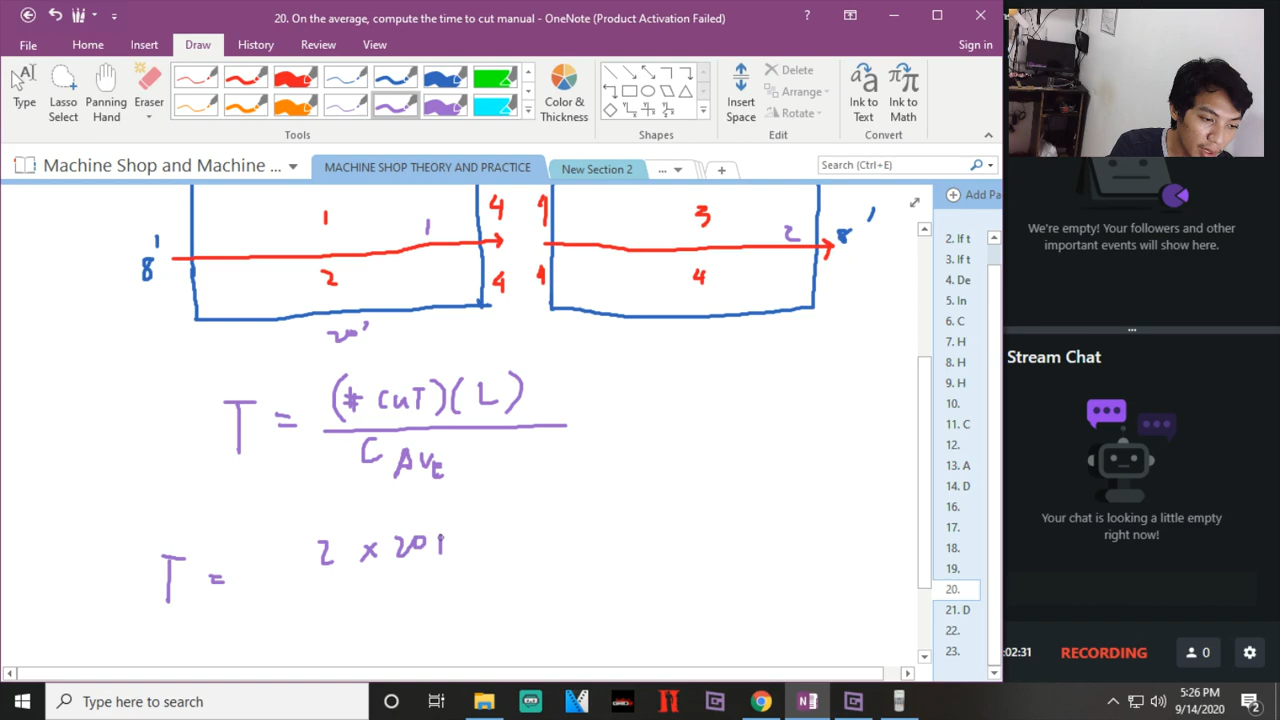 20. On the average, compute the time to cut manual - OneNote (Product Activation Failed)
?
File
Home
Insert
Draw
History
Review
View
Sign in
Type
Lasso Select
Panning Hand
Eraser
Color & Thickness
Insert Space
Delete
Arrange
Rotate
Ink to Text
Ink to Math
Tools
Shapes
Edit
Convert
Machine Shop and Machine ...
MACHINE SHOP THEORY AND PRACTICE
New Section 2
...
Search (Ctrl+E)
Add Pa
2. If t
3. If t
4. De
5. In
6. C
7. H
8. H
9. H
10.
11. C
12.
13. A
14. D
16.
17.
18.
19.
20.
21. D
22.
23.
1
4
4
3
1
2
8'
8'
2
4
4
4
20'
T = (# CUT)(L)
C AVE
T = 2 x 20
We're empty! Your followers and other
important events will show here.
Stream Chat
Your chat is looking a little empty
right now!
:02:31
RECORDING
0
Type here to search
5:26 PM
9/14/2020
2